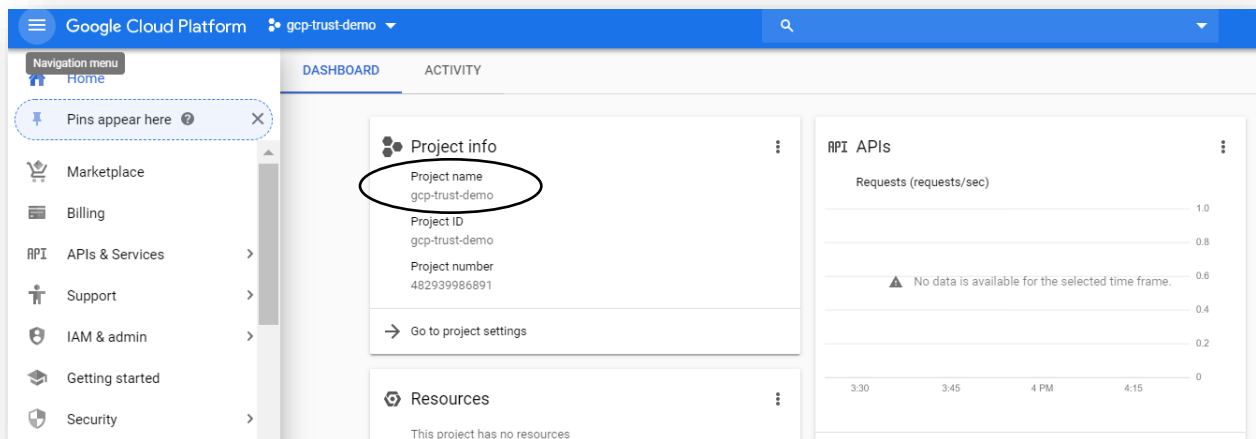 Google Cloud Platform gcp-trust-demo
Navigation menu
Home
Pins appear here
Marketplace
Billing
API APIs & Services
Support
IAM & admin
Getting started
Security
DASHBOARD ACTIVITY
Project info
Project name
gcp-trust-demo
Project ID
gcp-trust-demo
Project number
482939986891
Go to project settings
Resources
This project has no resources
API APIs
Requests (requests/sec)
1.0
0.8
No data is available for the selected time frame. 0.6
0.4
0.2
0
3:30 3:45 4 PM 4:15